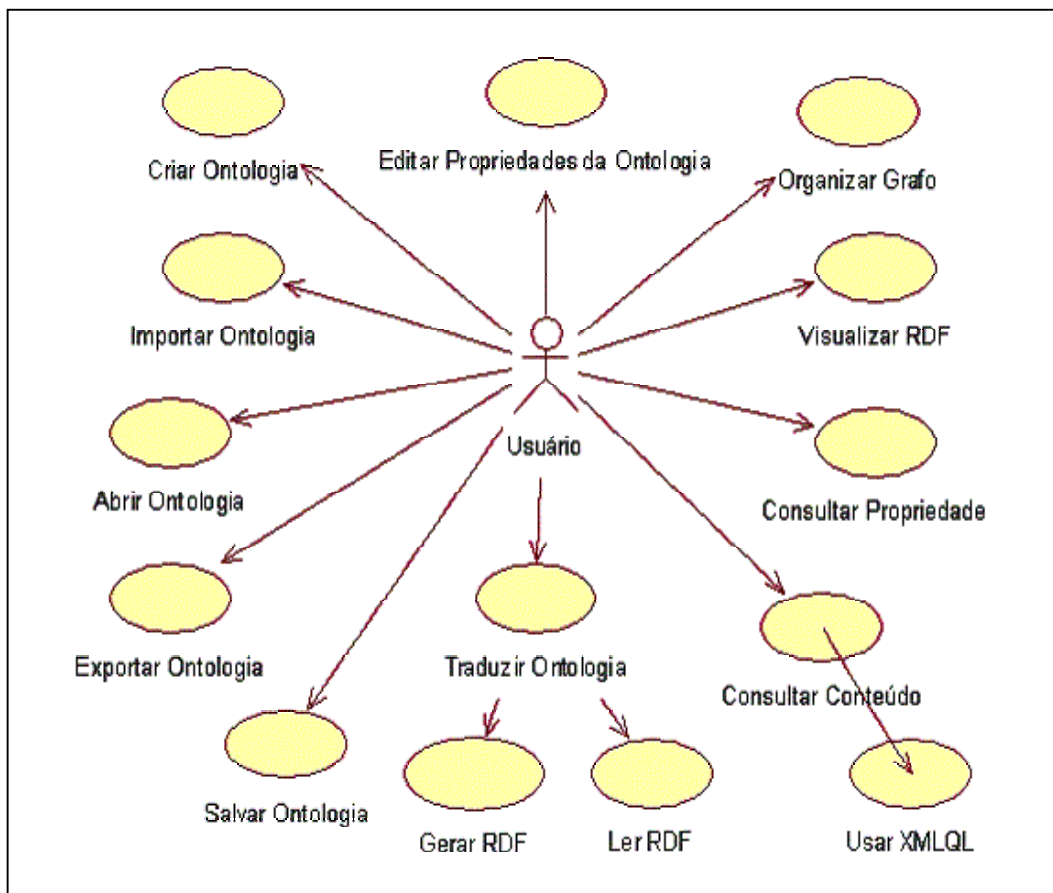 Criar Ontologia
Editar Propriedades da Ontologia
Organizar Grafo
Importar Ontologia
Visualizar RDF
Usuário
Abrir Ontologia
Consultar Propriedade
Exportar Ontologia
Traduzir Ontologia
Consultar Conteúdo
Salvar Ontologia
Gerar RDF
Ler RDF
Usar XMLQL